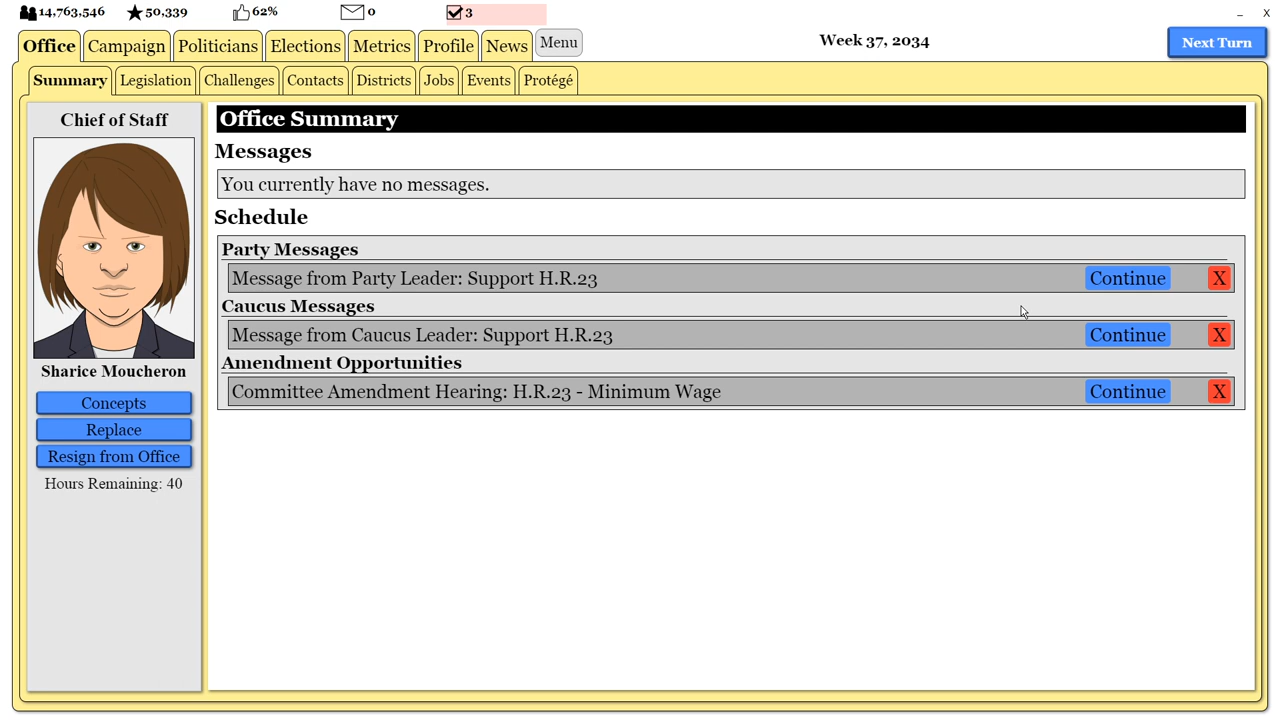 14,763,546 50,339 62% 0 3 _ X
Office Campaign Politicians Elections Metrics Profile News Menu Week 37, 2034 Next Turn
Summary Legislation Challenges Contacts Districts Jobs Events Protégé
Chief of Staff
Sharice Moucheron
Concepts
Replace
Resign from Office
Hours Remaining: 40
Office Summary
Messages
You currently have no messages.
Schedule
Party Messages
Message from Party Leader: Support H.R.23 Continue X
Caucus Messages
Message from Caucus Leader: Support H.R.23 Continue X
Amendment Opportunities
Committee Amendment Hearing: H.R.23 - Minimum Wage Continue X